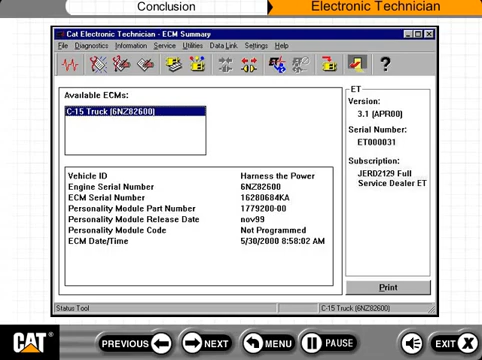 Conclusion
Electronic Technician
Cat Electronic Technician - ECM Summary
File Diagnostics Information Service Utilities Data Link Settings Help
?
Available ECMs:
C-15 Truck (6NZ82600)
Vehicle ID Harness the Power
Engine Serial Number 6NZ82600
ECM Serial Number 16280684KA
Personality Module Part Number 1779200-00
Personality Module Release Date nov99
Personality Module Code Not Programmed
ECM Date/Time 5/30/2000 8:58:02 AM
ET
Version:
3.1 (APR00)
Serial Number:
ET000031
Subscription:
JERD2129 Full
Service Dealer ET
Print
Status Tool
C-15 Truck (6NZ82600)
CAT
PREVIOUS
NEXT
MENU
PAUSE
EXIT X